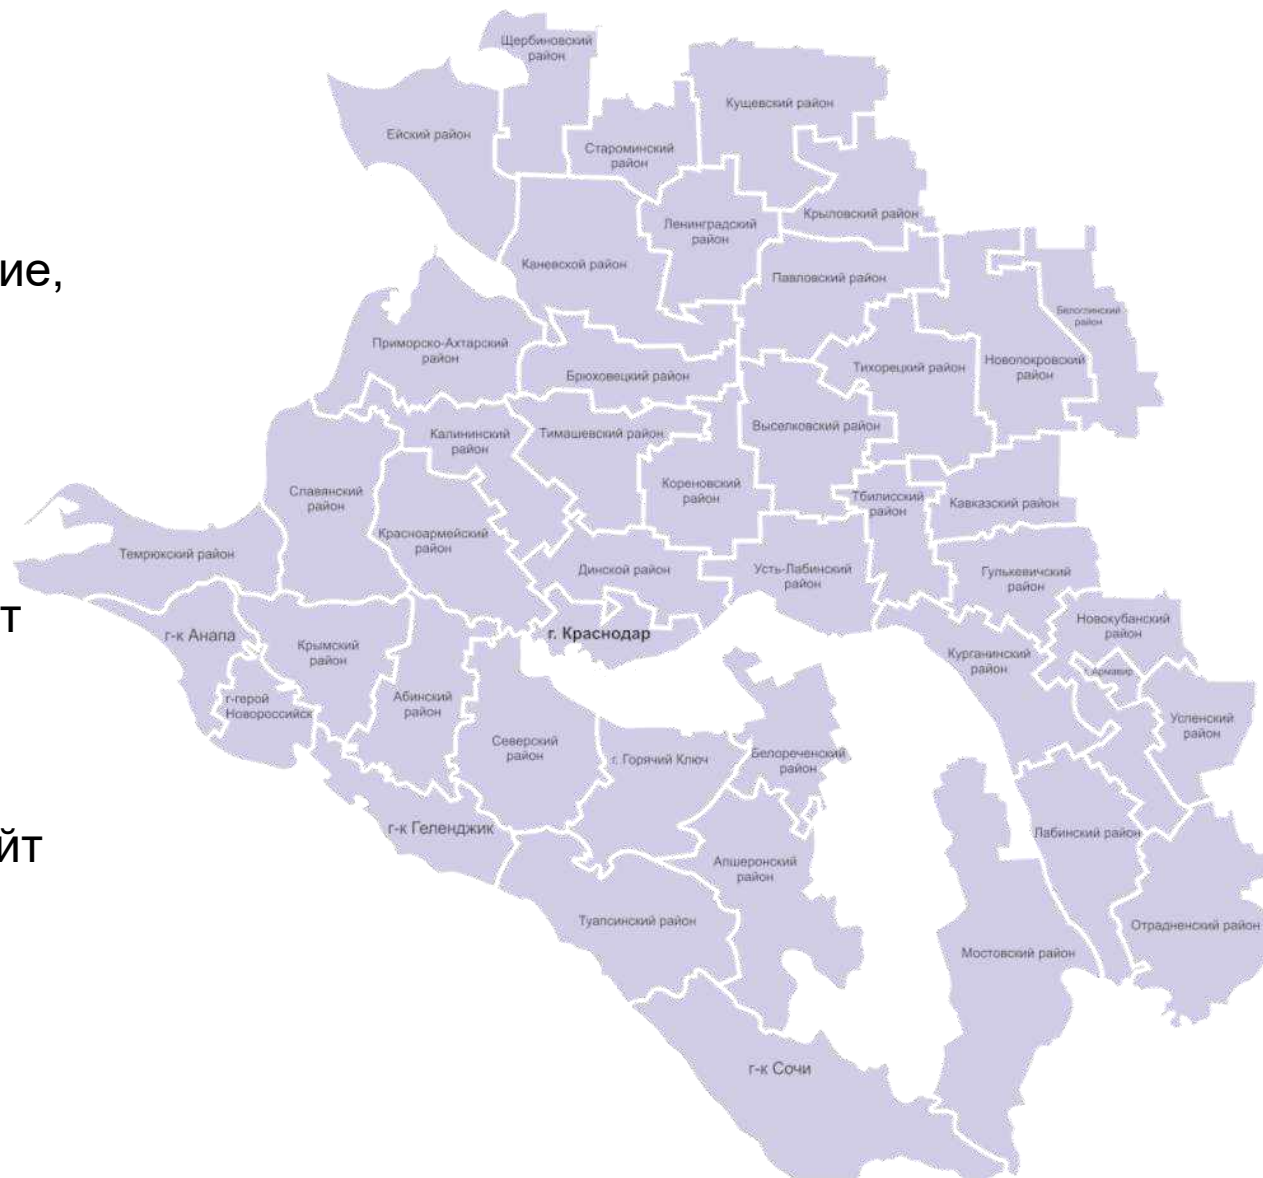 Щербиновский
район
Кущевский район
Ейский район
Староминский
район
Крыловский район
Ленинградский
район
ие,
Каневской район
Павловский район
Белоглинский
район
Приморско-Ахтарский
район
Брюховецкий район
Тихорецкий район
Новопокровский
район
Калининский
район
Тимашевский район
Выселковский район
Славянский
район
Кореновский
район
Тбилисский
район
Кавказский район
Красноармейский
район
Темрюкский район
Динской район
Усть-Лабинский
район
Гулькевичский
район
т
г-к Анапа
г. Краснодар
Новокубанский
район
Крымский
район
Курганинский
район
г. Армавир
г-герой
Новороссийск
Абинский
район
Успенский
район
Северский
район
г. Горячий Ключ
Белореченский
район
г-к Геленджик
йт
Лабинский район
Апшеронский
район
Туапсинский район
Отрадненский район
Мостовский район
г-к Сочи